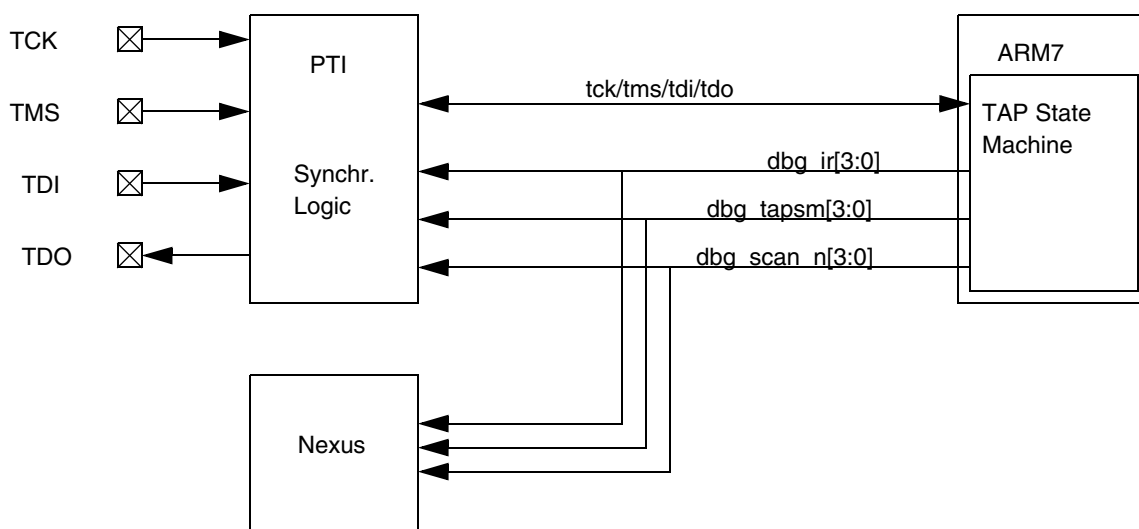 TCK
PTI
ARM7
tck/tms/tdi/tdo
TMS
TAP State
Machine
dbg_ir[3:0]
TDI
Synchr.
Logic
dbg_tapsm[3:0]
TDO
dbg_scan_n[3:0]
Nexus